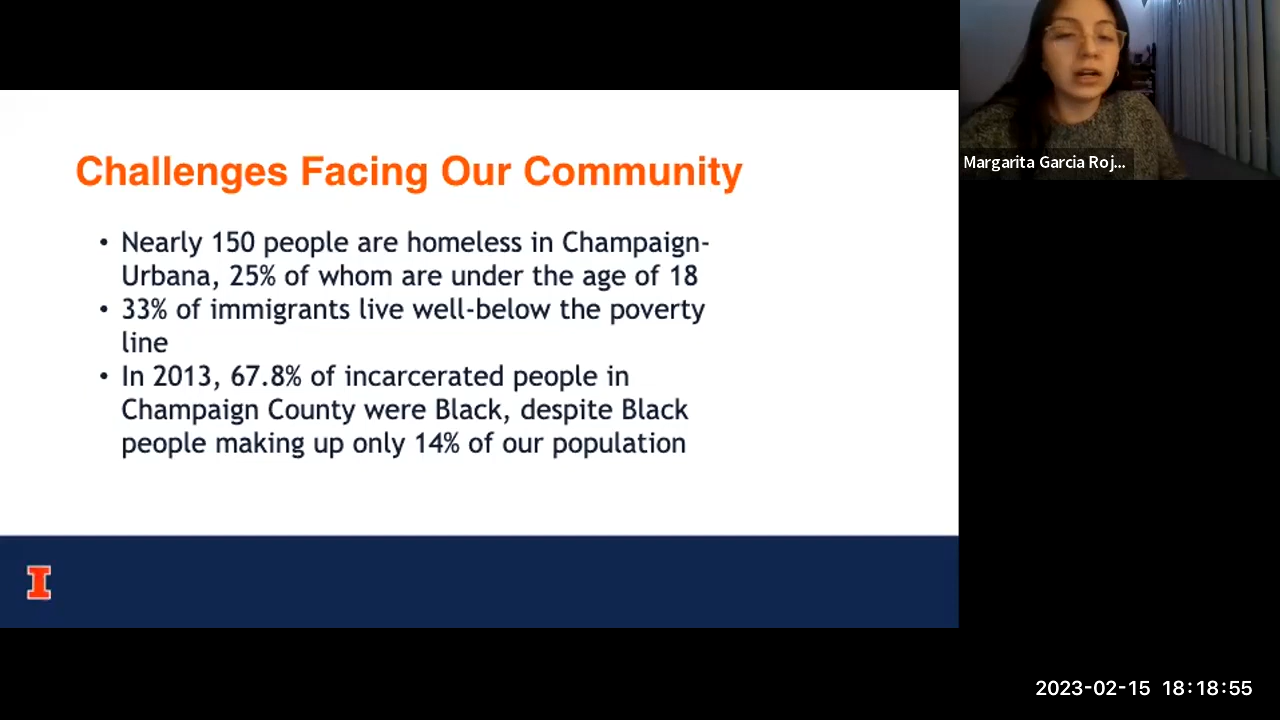 Challenges Facing Our Community
• Nearly 150 people are homeless in Champaign-
Urbana, 25% of whom are under the age of 18
• 33% of immigrants live well-below the poverty
line
• In 2013, 67.8% of incarcerated people in
Champaign County were Black, despite Black
people making up only 14% of our population
I
Margarita Garcia Roj...
2023-02-15 18:18:55